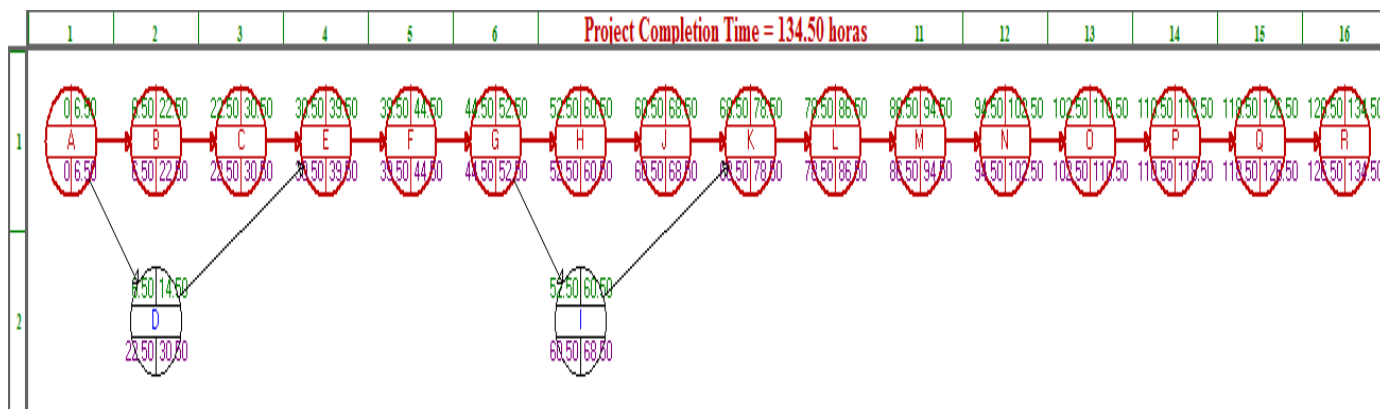 1 2 3 4 5 6 Project Completion Time = 134.50 horas 11 12 13 14 15 16
0 6.50 6.50 22.50 22.50 30.50 30.50 39.50 39.50 44.50 44.50 52.50 52.50 60.50 60.50 68.50 68.50 78.50 78.50 86.50 86.50 94.50 94.50 102.50 102.50 110.50 110.50 118.50 118.50 126.50 126.50 134.50
1 A B C E F G H J K L M N O P Q R
0 6.50 6.50 22.50 22.50 30.50 30.50 39.50 39.50 44.50 44.50 52.50 52.50 60.50 60.50 68.50 68.50 78.50 78.50 86.50 86.50 94.50 94.50 102.50 102.50 110.50 110.50 118.50 118.50 126.50 126.50 134.50
6.50 14.50 52.50 60.50
2 D I
22.50 30.50 60.50 68.50